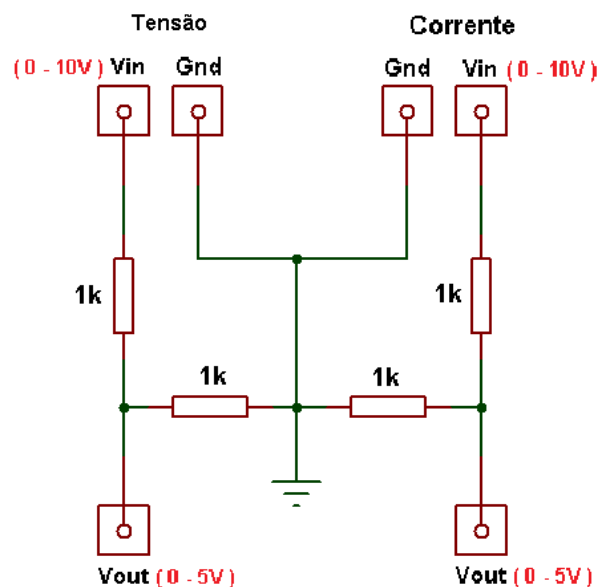 Tensão
Corrente
(0 - 10V) Vin Gnd
Gnd Vin (0 - 10V)
1k
1k
1k
1k
Vout (0 - 5V)
Vout (0 - 5V)